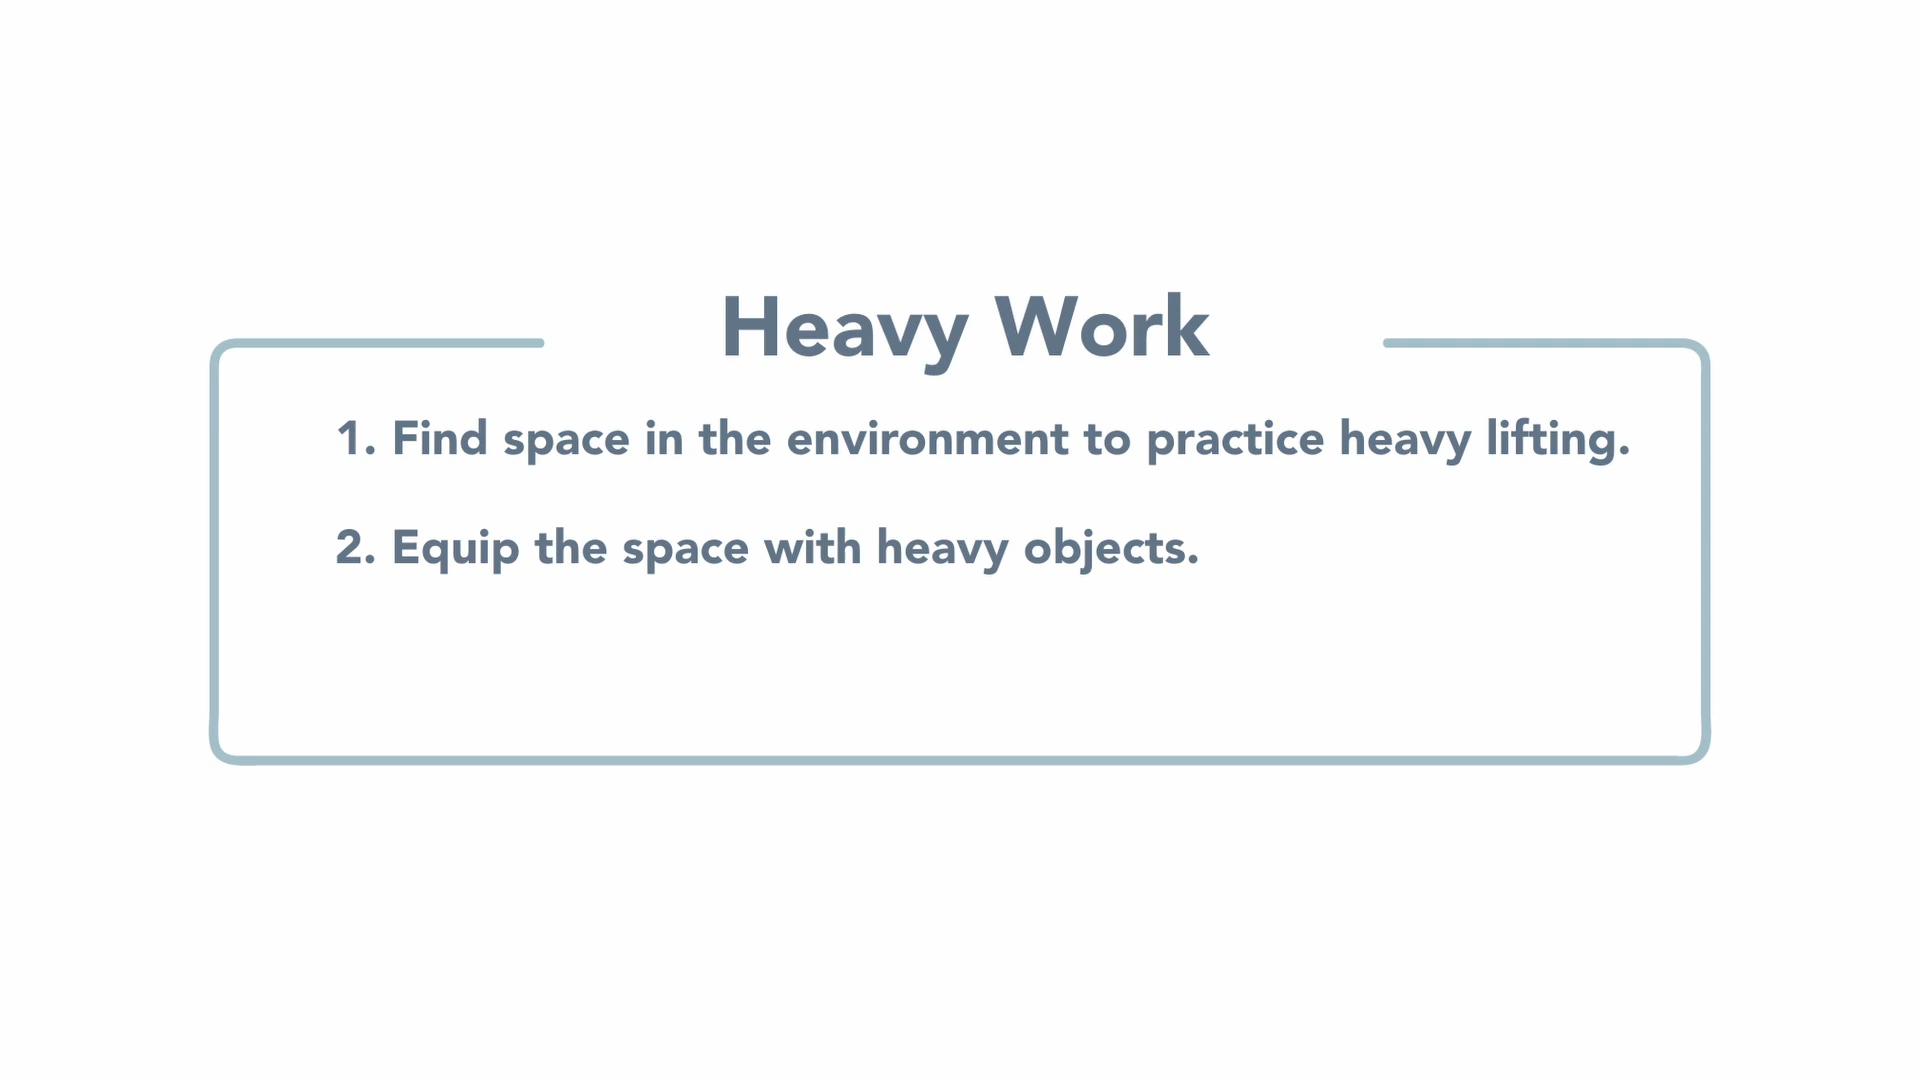 Heavy Work
1. Find space in the environment to practice heavy lifting.
2. Equip the space with heavy objects.